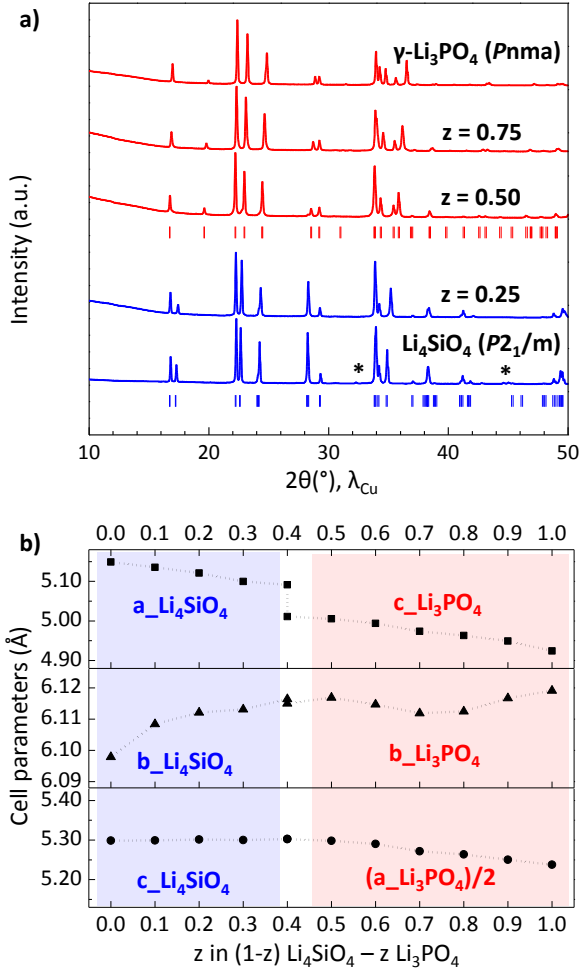 a)
γ-Li₃PO₄ (Pnma)
z = 0.75
z = 0.50
z = 0.25
Li₄SiO₄ (P2₁/m)
* *
Intensity (a.u.)
10 20 30 40 50
2θ(°), λCu
b)
0.0 0.1 0.2 0.3 0.4 0.5 0.6 0.7 0.8 0.9 1.0
5.10
5.00
4.90
a_Li₄SiO₄ c_Li₃PO₄
6.12
6.11
6.10
6.09
b_Li₄SiO₄ b_Li₃PO₄
5.40
5.30
5.20
c_Li₄SiO₄ (a_Li₃PO₄)/2
Cell parameters (Å)
0.0 0.1 0.2 0.3 0.4 0.5 0.6 0.7 0.8 0.9 1.0
z in (1-z) Li₄SiO₄ – z Li₃PO₄